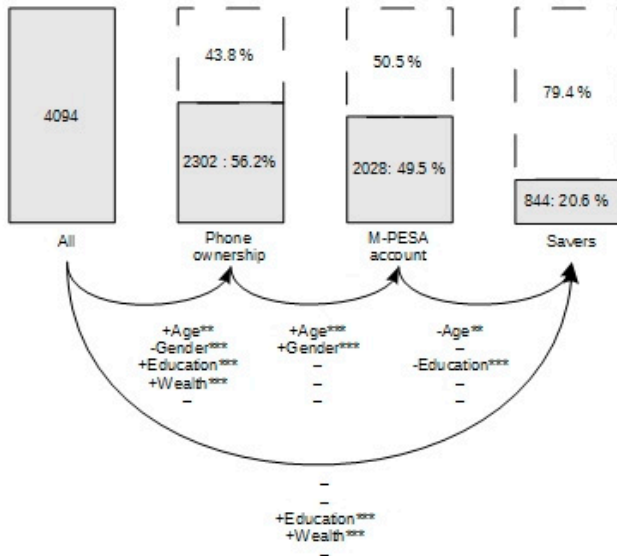 43.8 %
50.5 %
79.4 %
4094
2302 : 56.2%
2028: 49.5 %
844: 20.6 %
All
Phone
ownership
M-PESA
account
Savers
+Age**
-Gender***
+Education***
+Wealth***
–
+Age***
+Gender***
–
–
–
-Age**
–
-Education***
–
–
–
–
+Education***
+Wealth***
–